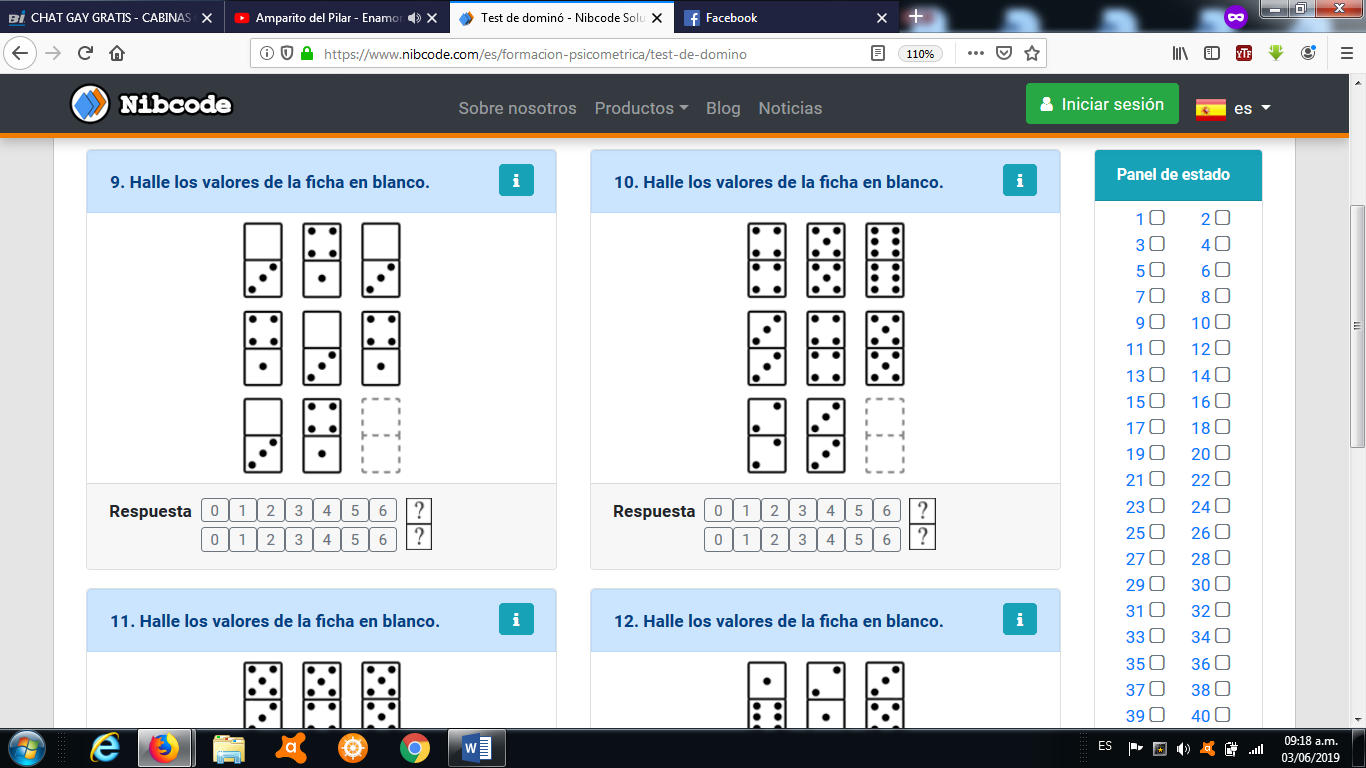 CHAT GAY GRATIS - CABINAS
Amparito del Pilar - Enamor
Test de dominó - Nibcode Solu
Facebook
https://www.nibcode.com/es/formacion-psicometrica/test-de-domino
110%
YTF
Nibcode
Sobre nosotros
Productos
Blog
Noticias
Iniciar sesión
es
9. Halle los valores de la ficha en blanco.
i
Respuesta
0 1 2 3 4 5 6 ?
0 1 2 3 4 5 6 ?
10. Halle los valores de la ficha en blanco.
i
Respuesta
0 1 2 3 4 5 6 ?
0 1 2 3 4 5 6 ?
11. Halle los valores de la ficha en blanco.
i
12. Halle los valores de la ficha en blanco.
i
Panel de estado
1 2
3 4
5 6
7 8
9 10
11 12
13 14
15 16
17 18
19 20
21 22
23 24
25 26
27 28
29 30
31 32
33 34
35 36
37 38
39 40
ES
09:18 a.m.
03/06/2019